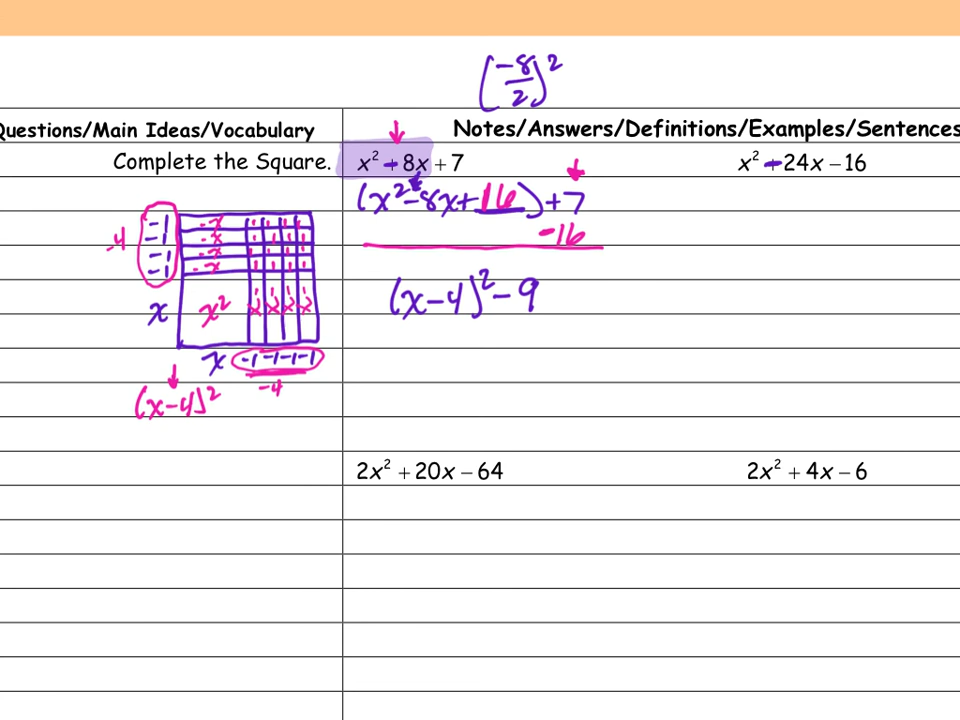 (-8/2)²
Questions/Main Ideas/Vocabulary
Notes/Answers/Definitions/Examples/Sentences
Complete the Square.
x² - 8x + 7
x² - 24x - 16
(x² - 8x + 16) + 7
-16
(x - 4)² - 9
-4
-1 -x -x
-1 -x -x
x x²
x -1 -1 -1 -1
-4
(x - 4)²
2x² + 20x - 64
2x² + 4x - 6